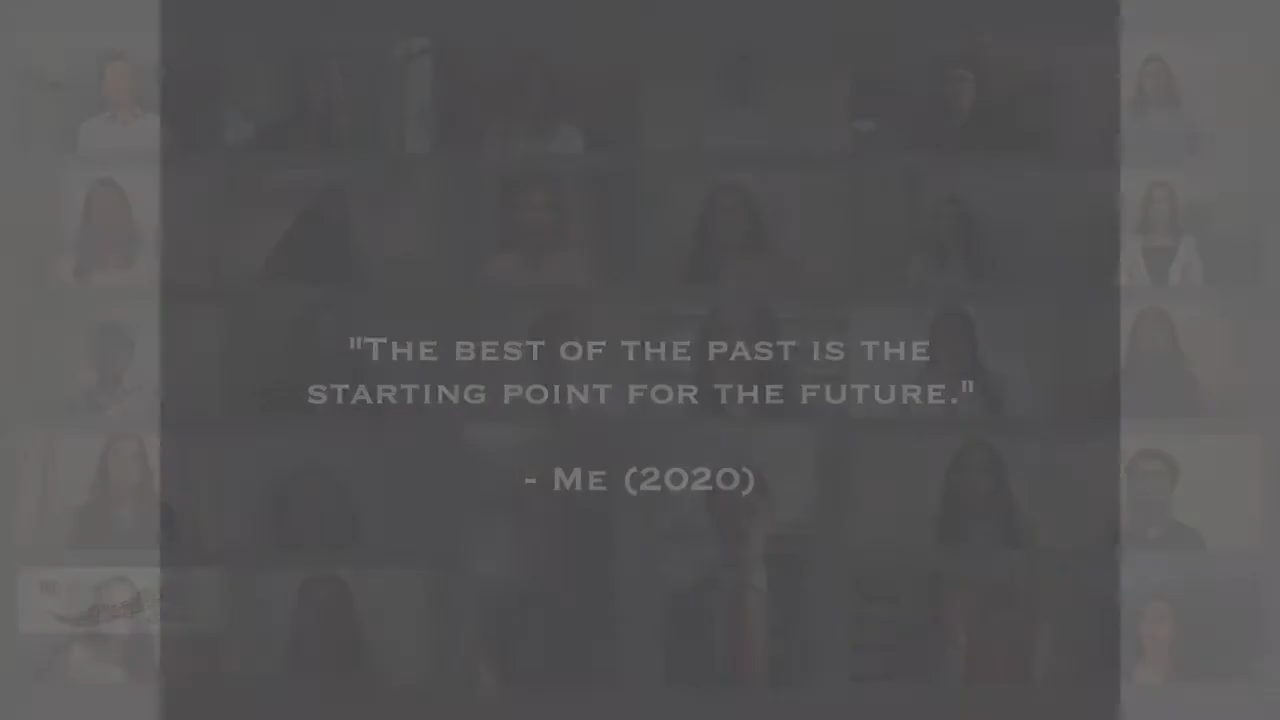 "The best of the past is the
starting point for the future."
- Me (2020)